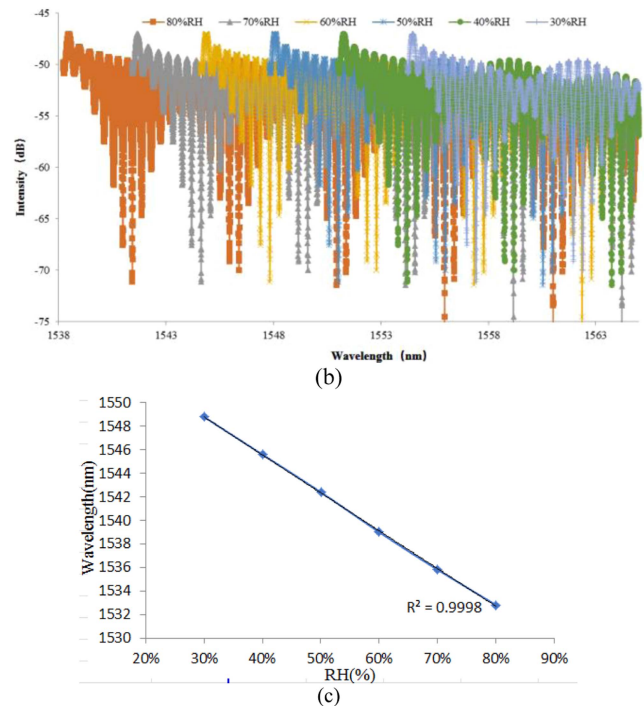 -45
80%RH 70%RH 60%RH 50%RH 40%RH 30%RH
-50
-55
-60
-65
-70
-75
Intensity (dB)
1538 1543 1548 1553 1558 1563
Wavelength (nm)
(b)
1550
1548
1546
1544
1542
1540
1538
1536
1534
1532
1530
Wavelength(nm)
R² = 0.9998
20% 30% 40% 50% 60% 70% 80% 90%
RH(%)
(c)